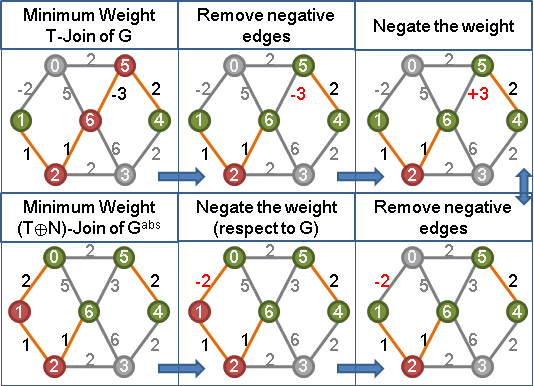 Minimum Weight
T-Join of G
0 2 5
-2 5 -3 2
1 6 4
1 1 6 2
2 2 3
Remove negative
edges
0 2 5
-2 5 -3 2
1 6 4
1 1 6 2
2 2 3
Negate the weight
0 2 5
-2 5 +3 2
1 6 4
1 1 6 2
2 2 3
Minimum Weight
(T⊕N)-Join of Gabs
0 2 5
2 5 3 2
1 6 4
1 1 6 2
2 2 3
Negate the weight
(respect to G)
0 2 5
-2 5 3 2
1 6 4
1 1 6 2
2 2 3
Remove negative
edges
0 2 5
-2 5 3 2
1 6 4
1 1 6 2
2 2 3